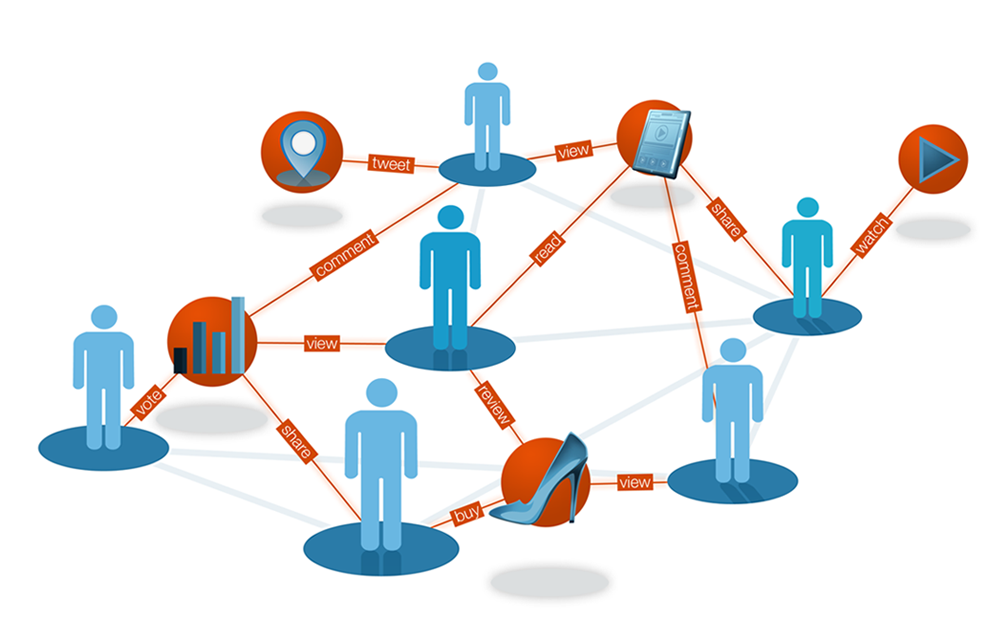 tweet
view
share
watch
comment
read
comment
view
vote
review
share
view
buy